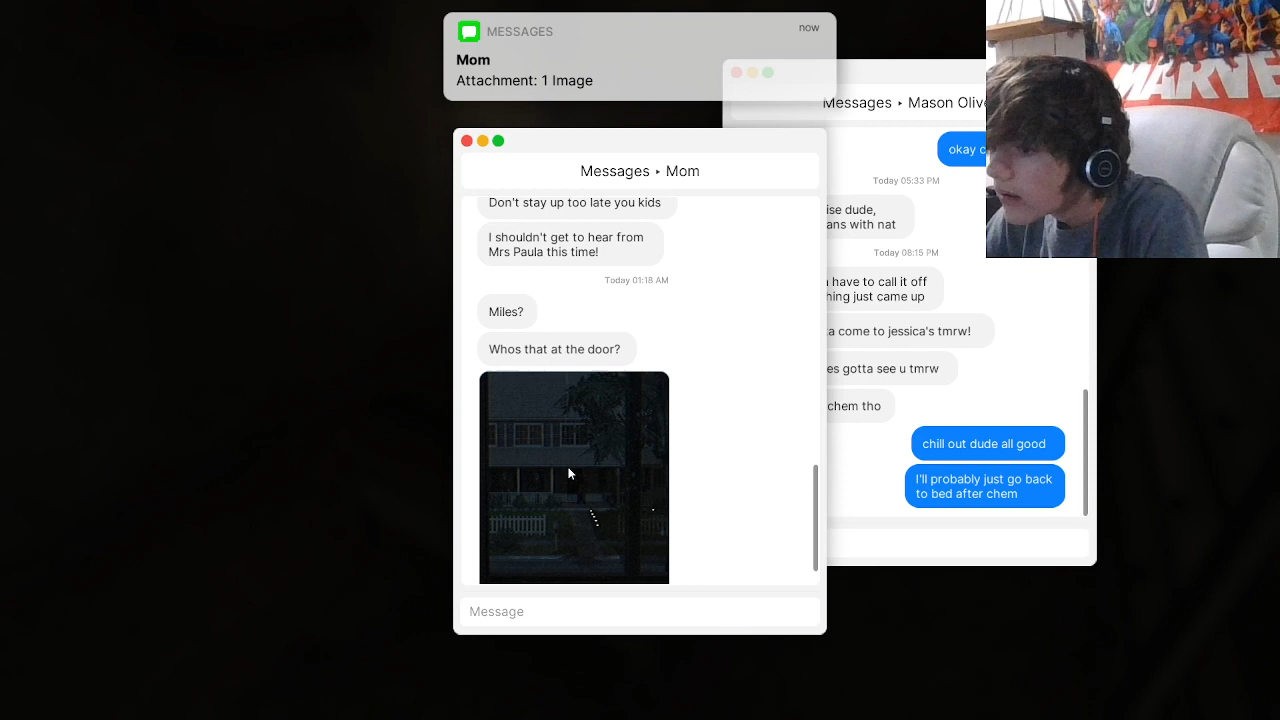 MESSAGES
now
Mom
Attachment: 1 Image
Messages ‣ Mom
Don't stay up too late you kids
I shouldn't get to hear from
Mrs Paula this time!
Today 01:18 AM
Miles?
Whos that at the door?
Message
Messages ‣ Mason Olive
okay c
Today 05:33 PM
ise dude,
ans with nat
Today 08:15 PM
have to call it off
hing just came up
a come to jessica's tmrw!
es gotta see u tmrw
chem tho
chill out dude all good
I'll probably just go back
to bed after chem
MARVE